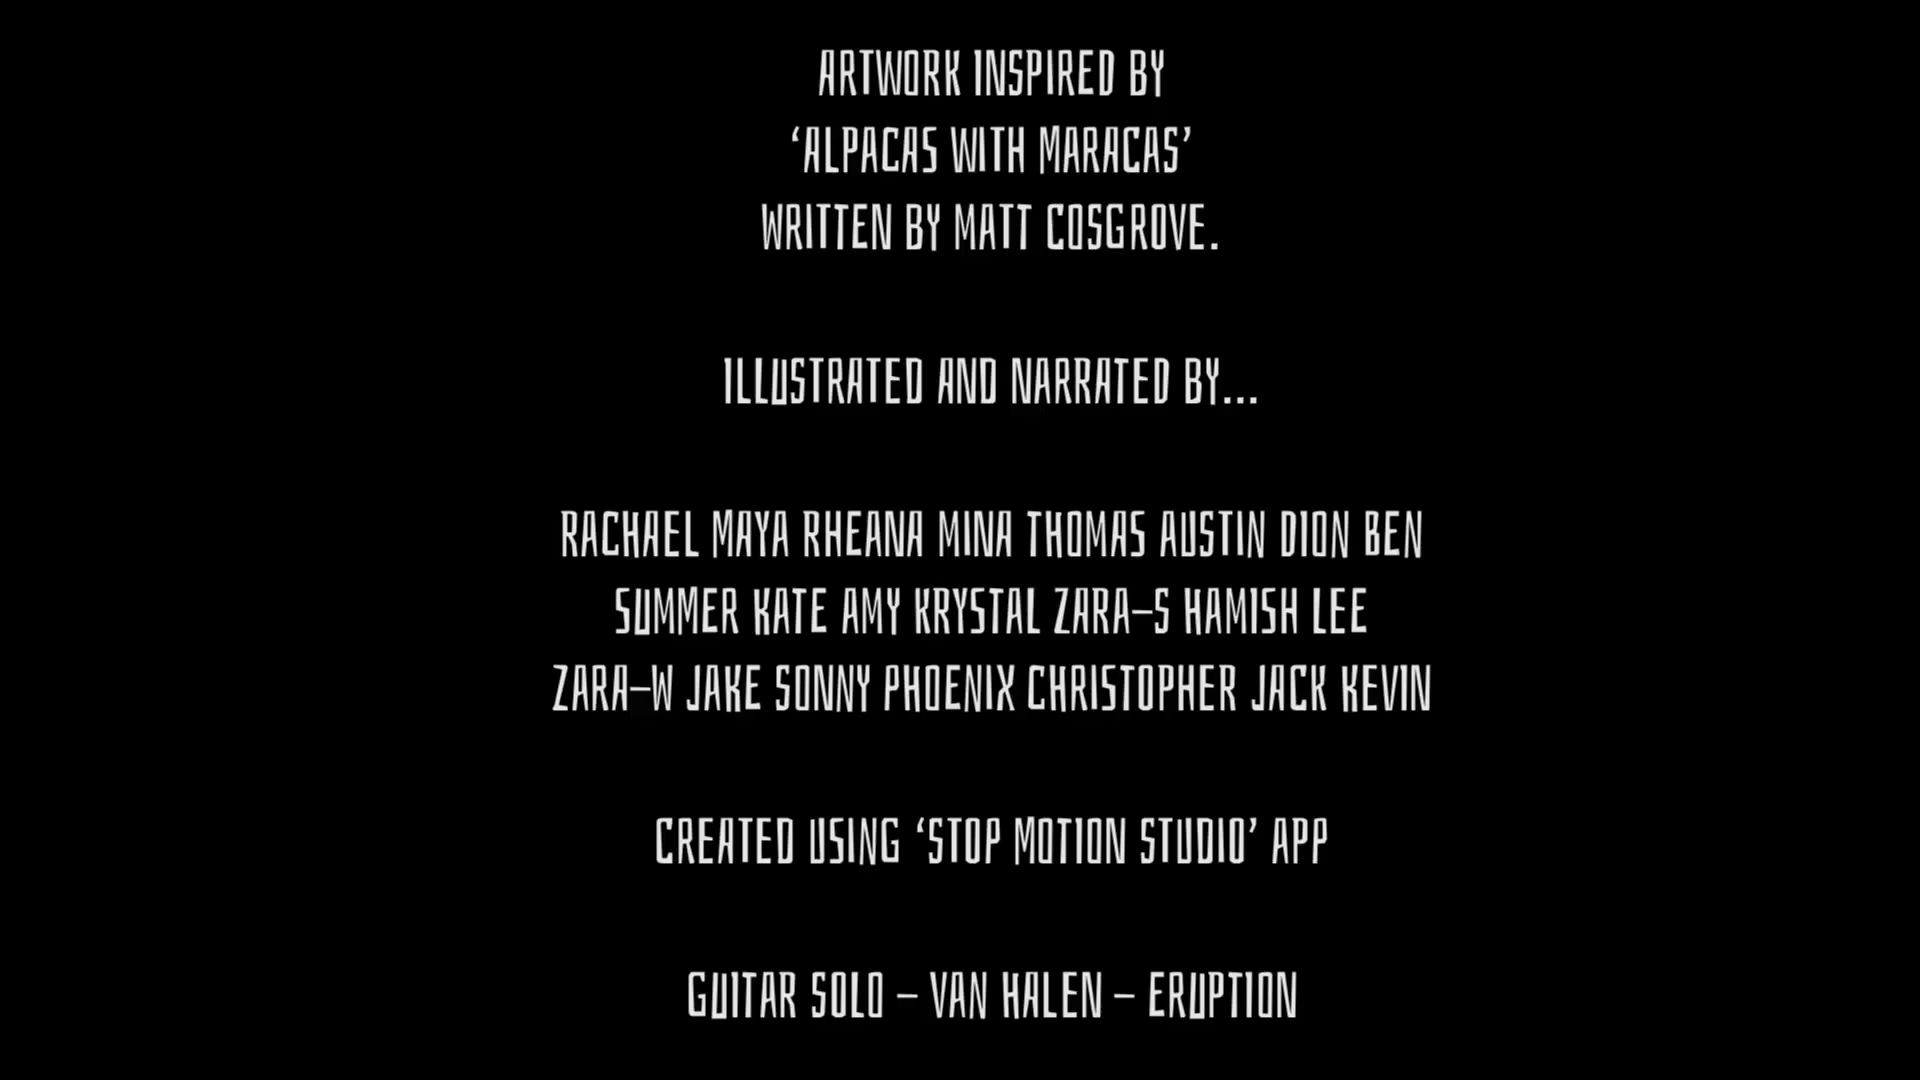 ARTWORK INSPIRED BY
‘ALPACAS WITH MARACAS’
WRITTEN BY MATT COSGROVE.
ILLUSTRATED AND NARRATED BY...
RACHAEL MAYA RHEANA MINA THOMAS AUSTIN DION BEN
SUMMER KATE AMY KRYSTAL ZARA–S HAMISH LEE
ZARA–W JAKE SONNY PHOENIX CHRISTOPHER JACK KEVIN
CREATED USING ‘STOP MOTION STUDIO’ APP
GUITAR SOLO – VAN HALEN – ERUPTION